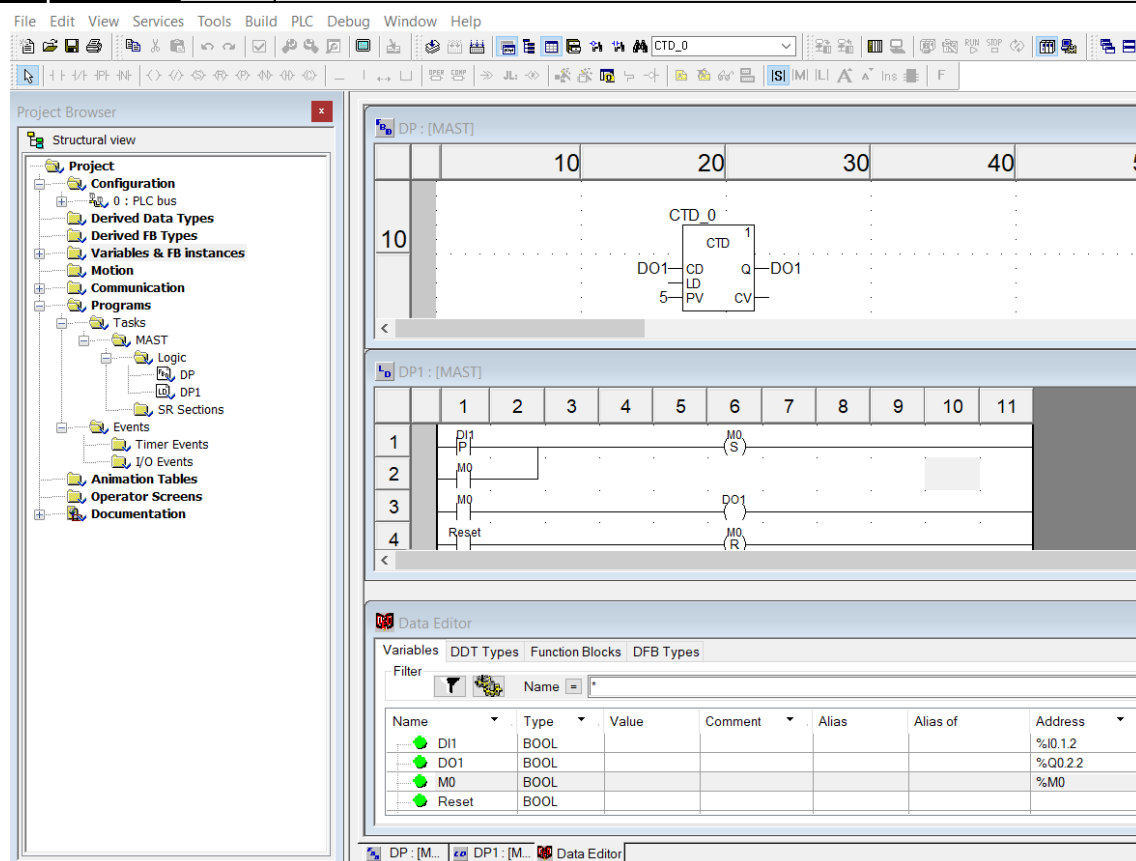 File Edit View Services Tools Build PLC Debug Window Help
CTD_0
Project Browser
Structural view
Project
Configuration
0 : PLC bus
Derived Data Types
Derived FB Types
Variables & FB instances
Motion
Communication
Programs
Tasks
MAST
Logic
DP
DP1
SR Sections
Events
Timer Events
I/O Events
Animation Tables
Operator Screens
Documentation
DP : [MAST]
10 20 30 40
10
CTD_0
1
CTD
DO1 CD Q DO1
LD
5 PV CV
DP1 : [MAST]
1 2 3 4 5 6 7 8 9 10 11
1 DI1 M0
P S
2 M0
3 M0 DO1
4 Reset M0
R
Data Editor
Variables DDT Types Function Blocks DFB Types
Filter
Name = *
Name Type Value Comment Alias Alias of Address
DI1 BOOL %I0.1.2
DO1 BOOL %Q0.2.2
M0 BOOL %M0
Reset BOOL
DP : [M... DP1 : [M... Data Editor